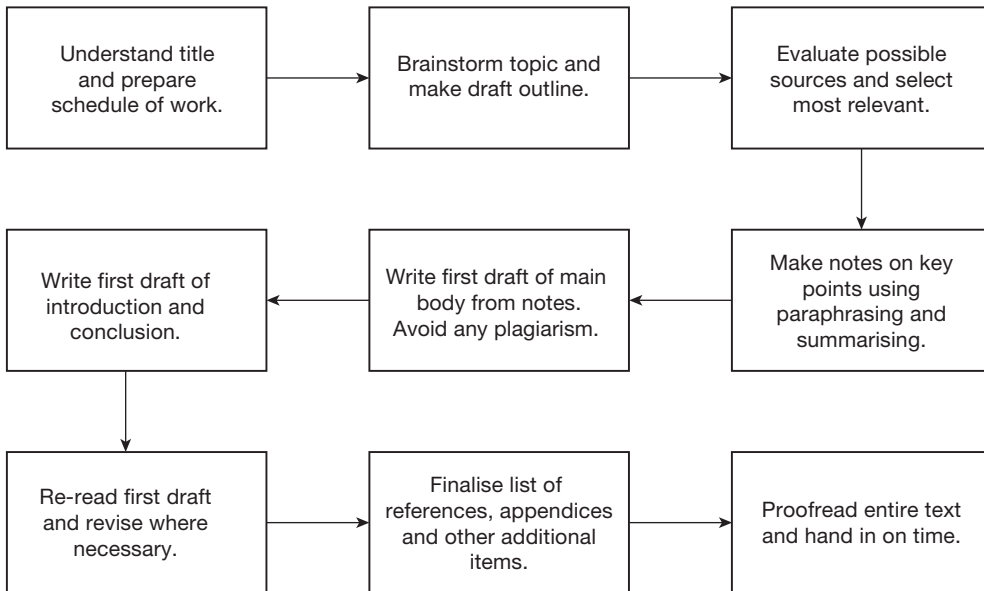 Understand title
and prepare
schedule of work.
Brainstorm topic and
make draft outline.
Evaluate possible
sources and select
most relevant.
Make notes on key
points using
paraphrasing and
summarising.
Write first draft of main
body from notes.
Avoid any plagiarism.
Write first draft of
introduction and
conclusion.
Re-read first draft
and revise where
necessary.
Finalise list of
references, appendices
and other additional
items.
Proofread entire text
and hand in on time.